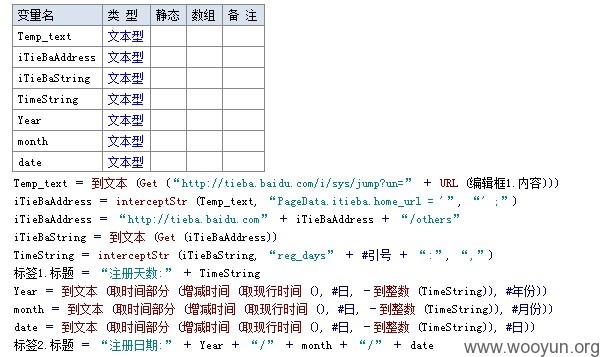 变量名 类 型 静态 数组 备 注
Temp_text 文本型
iTieBaAddress 文本型
iTieBaString 文本型
TimeString 文本型
Year 文本型
month 文本型
date 文本型
Temp_text = 到文本 (Get (“http://tieba.baidu.com/i/sys/jump?un=” + URL (编辑框1.内容)))
iTieBaAddress = interceptStr (Temp_text, “PageData.itieba.home_url = '”, “' ;”)
iTieBaAddress = “http://tieba.baidu.com” + iTieBaAddress + “/others”
iTieBaString = 到文本 (Get (iTieBaAddress))
TimeString = interceptStr (iTieBaString, “reg_days” + #引号 + “:”, “,”)
标签1.标题 = “注册天数:” + TimeString
Year = 到文本 (取时间部分 (增减时间 (取现行时间 (), #日, －到整数 (TimeString)), #年份))
month = 到文本 (取时间部分 (增减时间 (取现行时间 (), #日, －到整数 (TimeString)), #月份))
date = 到文本 (取时间部分 (增减时间 (取现行时间 (), #日, －到整数 (TimeString)), #日))
标签2.标题 = “注册日期:” + Year + “/” + month + “/” + date
www.wooyun.org